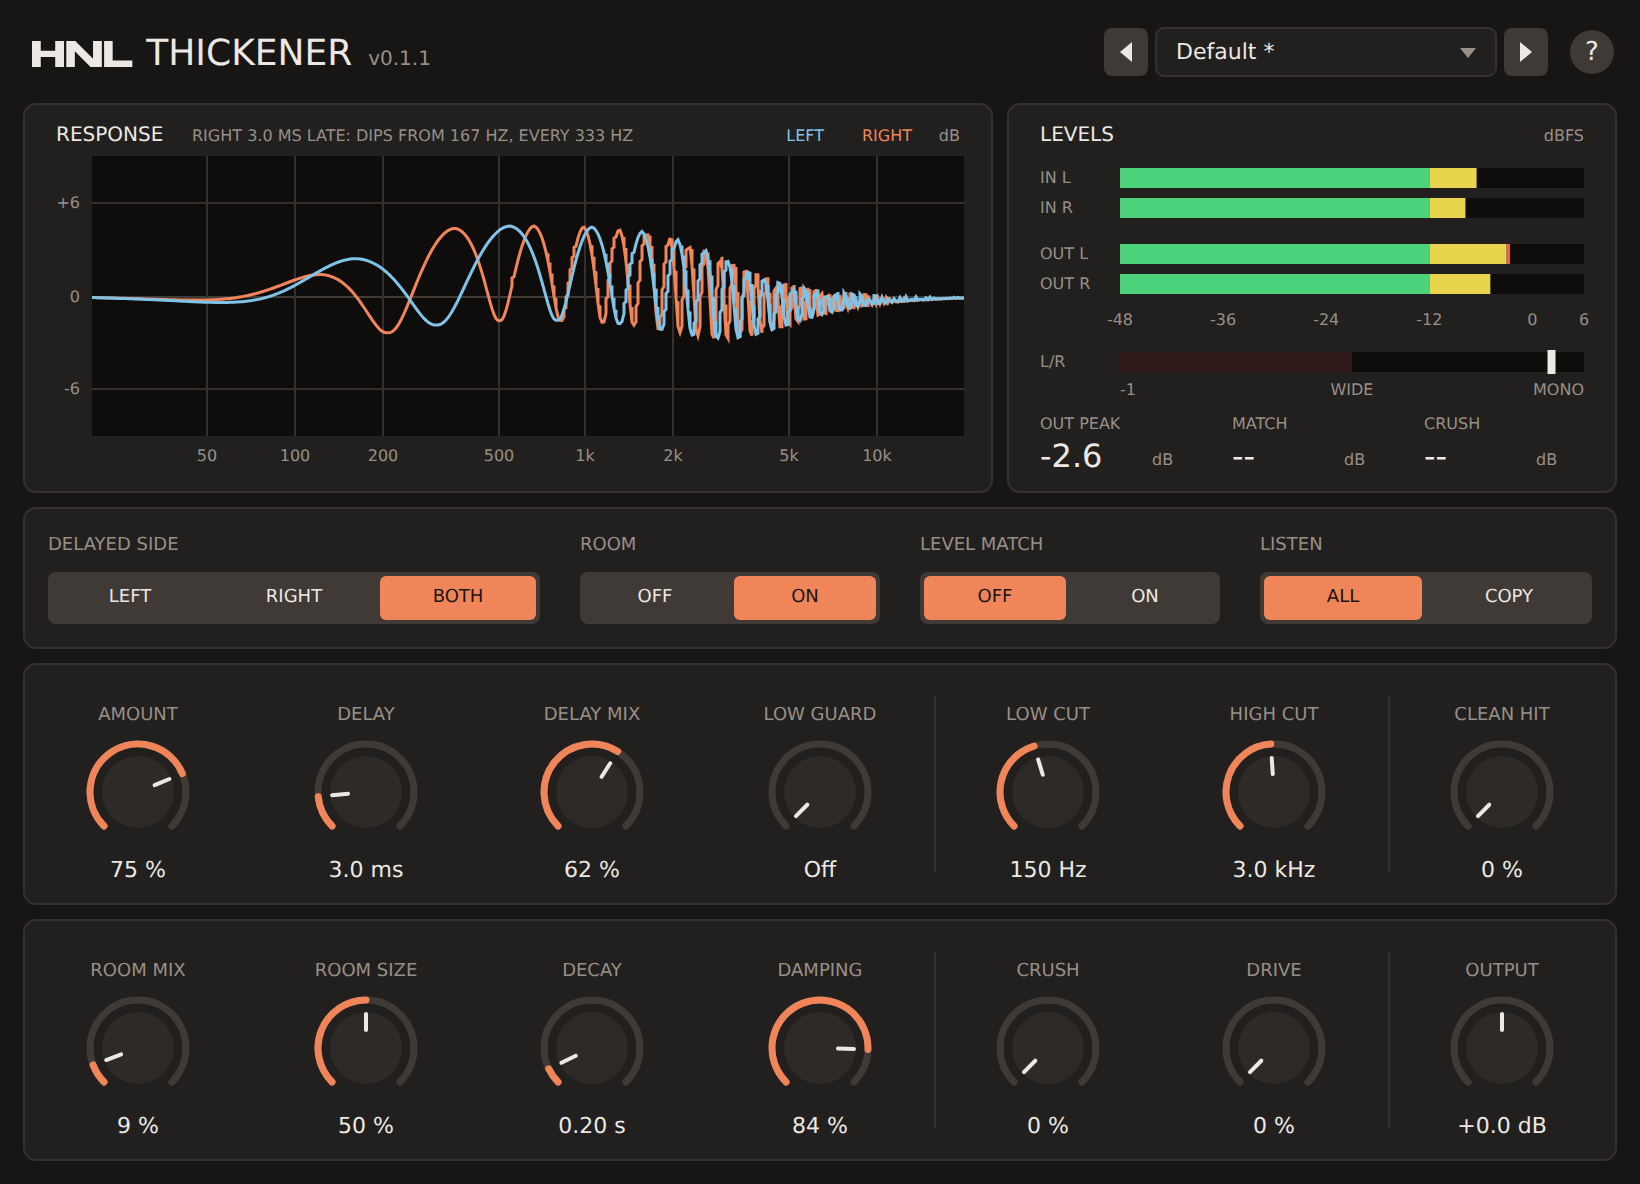 HNL THICKENER v0.1.1
Default *
?
RESPONSE RIGHT 3.0 MS LATE: DIPS FROM 167 HZ, EVERY 333 HZ LEFT RIGHT dB
+6
0
-6
50 100 200 500 1k 2k 5k 10k
LEVELS dBFS
IN L
IN R
OUT L
OUT R
-48 -36 -24 -12 0 6
L/R
-1 WIDE MONO
OUT PEAK MATCH CRUSH
-2.6 dB -- dB -- dB
DELAYED SIDE ROOM LEVEL MATCH LISTEN
LEFT RIGHT BOTH OFF ON OFF ON ALL COPY
AMOUNT DELAY DELAY MIX LOW GUARD LOW CUT HIGH CUT CLEAN HIT
75 % 3.0 ms 62 % Off 150 Hz 3.0 kHz 0 %
ROOM MIX ROOM SIZE DECAY DAMPING CRUSH DRIVE OUTPUT
9 % 50 % 0.20 s 84 % 0 % 0 % +0.0 dB